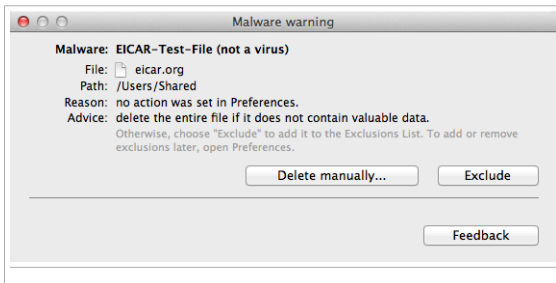 Malware warning
Malware: EICAR-Test-File (not a virus)
File: eicar.org
Path: /Users/Shared
Reason: no action was set in Preferences.
Advice: delete the entire file if it does not contain valuable data.
Otherwise, choose "Exclude" to add it to the Exclusions List. To add or remove
exclusions later, open Preferences.
Delete manually... Exclude
Feedback